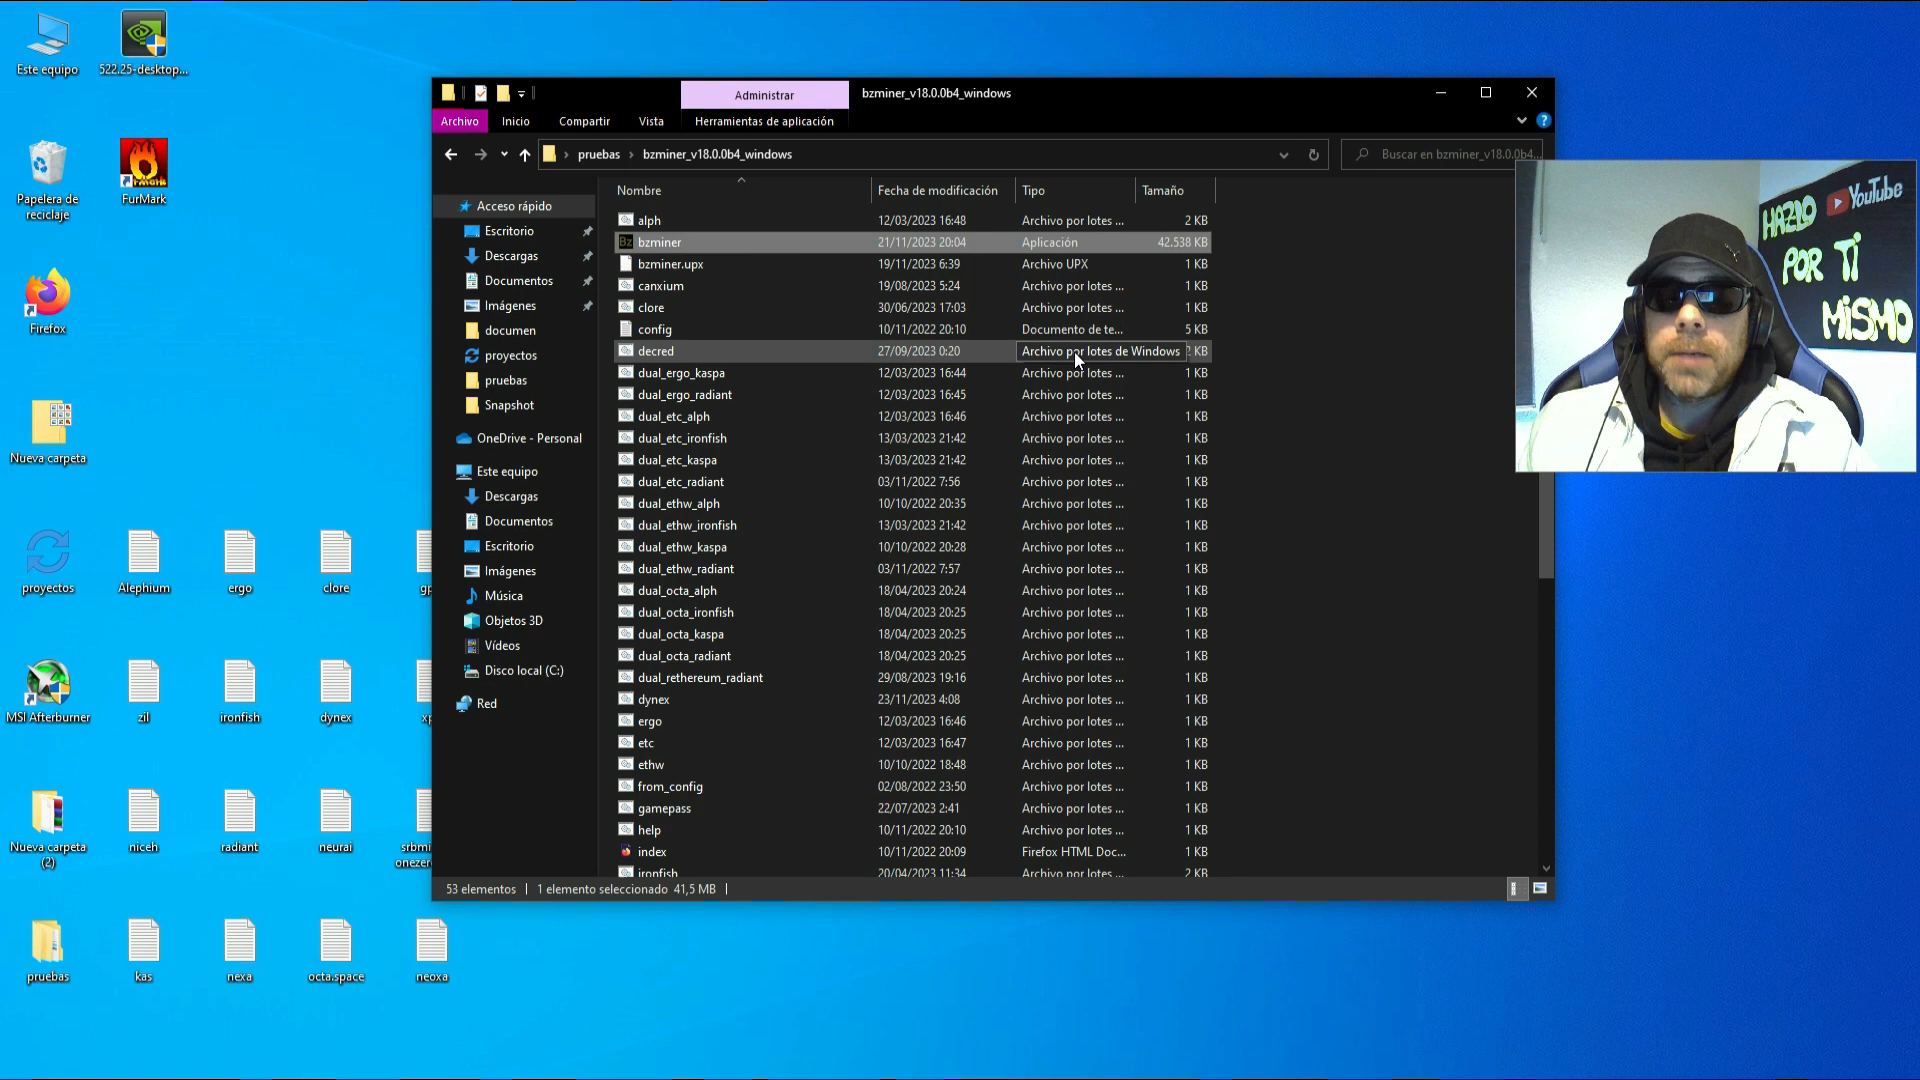 Este equipo
522.25-desktop...
Papelera de
reciclaje
FurMark
Firefox
Nueva carpeta
proyectos
Alephium
ergo
clore
MSI Afterburner
zil
ironfish
dynex
Nueva carpeta
(2)
niceh
radiant
neurai
pruebas
kas
nexa
octa.space
neoxa
Administrar
bzminer_v18.0.0b4_windows
Archivo
Inicio
Compartir
Vista
Herramientas de aplicación
pruebas
bzminer_v18.0.0b4_windows
Buscar en bzminer_v18.0.0b4...
Acceso rápido
Escritorio
Descargas
Documentos
Imágenes
documen
proyectos
pruebas
Snapshot
OneDrive - Personal
Este equipo
Descargas
Documentos
Escritorio
Imágenes
Música
Objetos 3D
Vídeos
Disco local (C:)
Red
Nombre Fecha de modificación Tipo Tamaño
alph 12/03/2023 16:48 Archivo por lotes ... 2 KB
bzminer 21/11/2023 20:04 Aplicación 42.538 KB
bzminer.upx 19/11/2023 6:39 Archivo UPX 1 KB
canxium 19/08/2023 5:24 Archivo por lotes ... 1 KB
clore 30/06/2023 17:03 Archivo por lotes ... 1 KB
config 10/11/2022 20:10 Documento de te... 5 KB
decred 27/09/2023 0:20 Archivo por lotes de Windows 2 KB
dual_ergo_kaspa 12/03/2023 16:44 Archivo por lotes ... 1 KB
dual_ergo_radiant 12/03/2023 16:45 Archivo por lotes ... 1 KB
dual_etc_alph 12/03/2023 16:46 Archivo por lotes ... 1 KB
dual_etc_ironfish 13/03/2023 21:42 Archivo por lotes ... 1 KB
dual_etc_kaspa 13/03/2023 21:42 Archivo por lotes ... 1 KB
dual_etc_radiant 03/11/2022 7:56 Archivo por lotes ... 1 KB
dual_ethw_alph 10/10/2022 20:35 Archivo por lotes ... 1 KB
dual_ethw_ironfish 13/03/2023 21:42 Archivo por lotes ... 1 KB
dual_ethw_kaspa 10/10/2022 20:28 Archivo por lotes ... 1 KB
dual_ethw_radiant 03/11/2022 7:57 Archivo por lotes ... 1 KB
dual_octa_alph 18/04/2023 20:24 Archivo por lotes ... 1 KB
dual_octa_ironfish 18/04/2023 20:25 Archivo por lotes ... 1 KB
dual_octa_kaspa 18/04/2023 20:25 Archivo por lotes ... 1 KB
dual_octa_radiant 18/04/2023 20:25 Archivo por lotes ... 1 KB
dual_rethereum_radiant 29/08/2023 19:16 Archivo por lotes ... 1 KB
dynex 23/11/2023 4:08 Archivo por lotes ... 1 KB
ergo 12/03/2023 16:46 Archivo por lotes ... 1 KB
etc 12/03/2023 16:47 Archivo por lotes ... 1 KB
ethw 10/10/2022 18:48 Archivo por lotes ... 1 KB
from_config 02/08/2022 23:50 Archivo por lotes ... 1 KB
gamepass 22/07/2023 2:41 Archivo por lotes ... 1 KB
help 10/11/2022 20:10 Archivo por lotes ... 1 KB
index 10/11/2022 20:09 Firefox HTML Doc... 1 KB
ironfish 20/04/2023 11:34 Archivo por lotes ... 2 KB
53 elementos
1 elemento seleccionado 41,5 MB
YouTube
HAZLO
POR TI
MiSMO